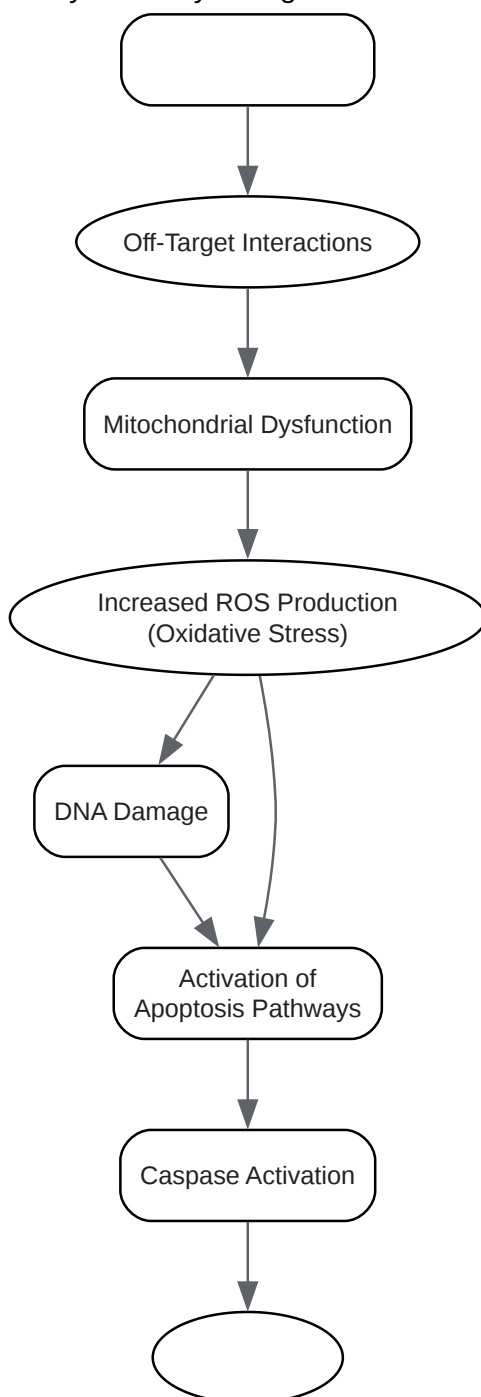 Off-Target Interactions
Mitochondrial Dysfunction
Increased ROS Production
(Oxidative Stress)
DNA Damage
Activation of
Apoptosis Pathways
Caspase Activation